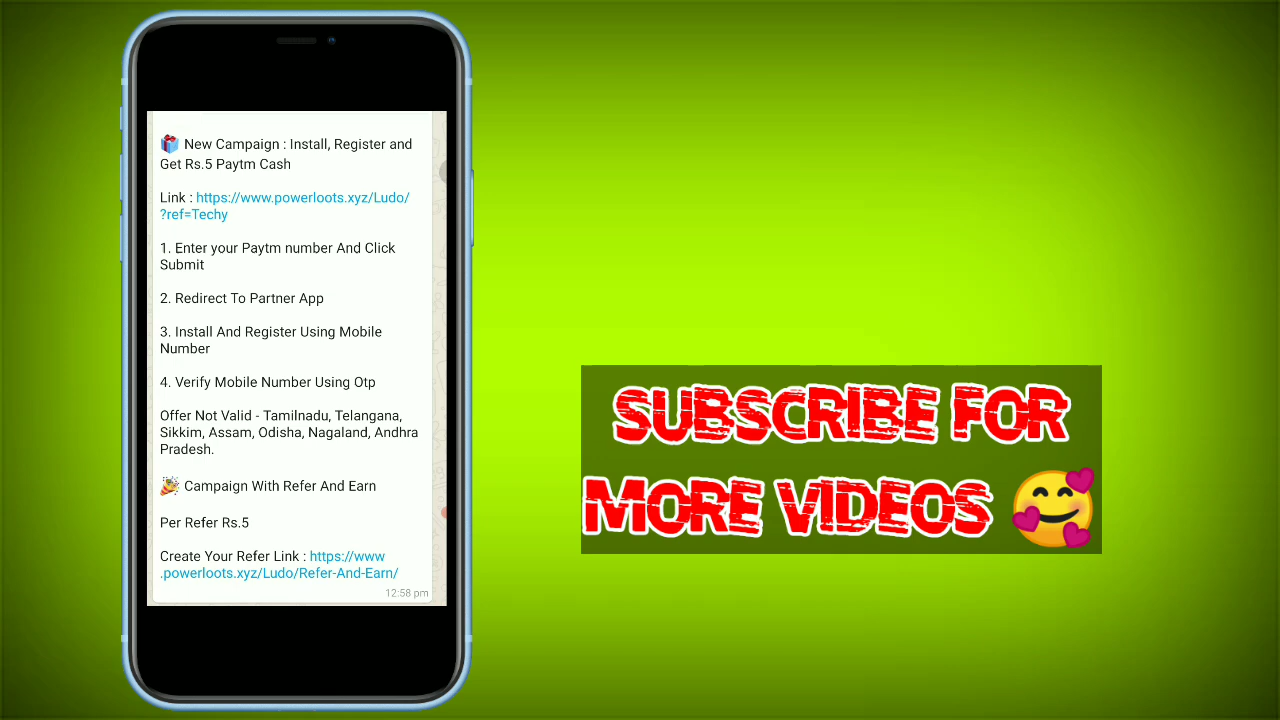 🎁 New Campaign : Install, Register and
Get Rs.5 Paytm Cash
Link : https://www.powerloots.xyz/Ludo/
?ref=Techy
1. Enter your Paytm number And Click
Submit
2. Redirect To Partner App
3. Install And Register Using Mobile
Number
4. Verify Mobile Number Using Otp
Offer Not Valid - Tamilnadu, Telangana,
Sikkim, Assam, Odisha, Nagaland, Andhra
Pradesh.
🎉 Campaign With Refer And Earn
Per Refer Rs.5
Create Your Refer Link : https://www
.powerloots.xyz/Ludo/Refer-And-Earn/
12:58 pm
SUBSCRIBE FOR
MORE VIDEOS 🥰